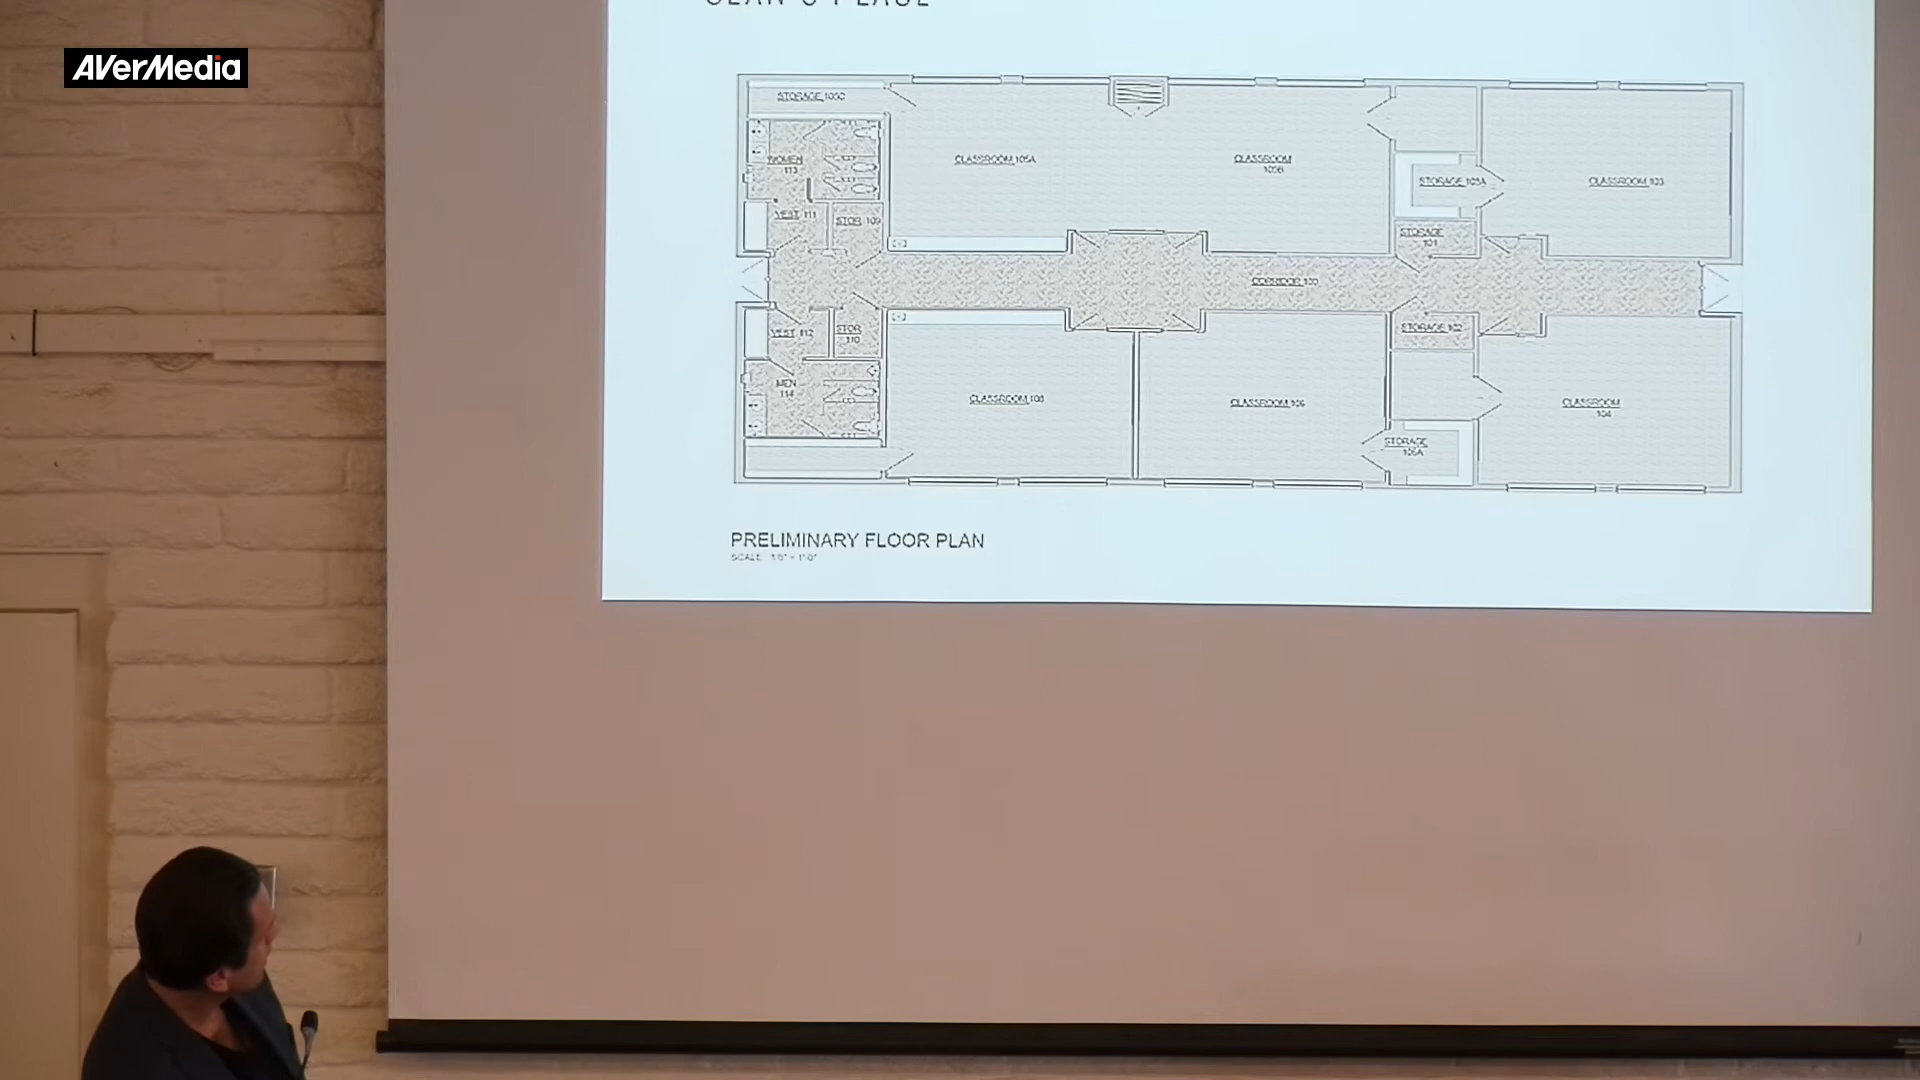 AVerMedia
STORAGE 105C
WOMEN
113
CLASSROOM 105A
CLASSROOM
105B
STORAGE 103A
CLASSROOM 103
VEST. 111
STOR. 109
STORAGE
101
CORRIDOR 100
VEST. 112
STOR.
110
STORAGE 102
MEN
114
CLASSROOM 108
CLASSROOM 106
CLASSROOM
104
STORAGE
106A
PRELIMINARY FLOOR PLAN